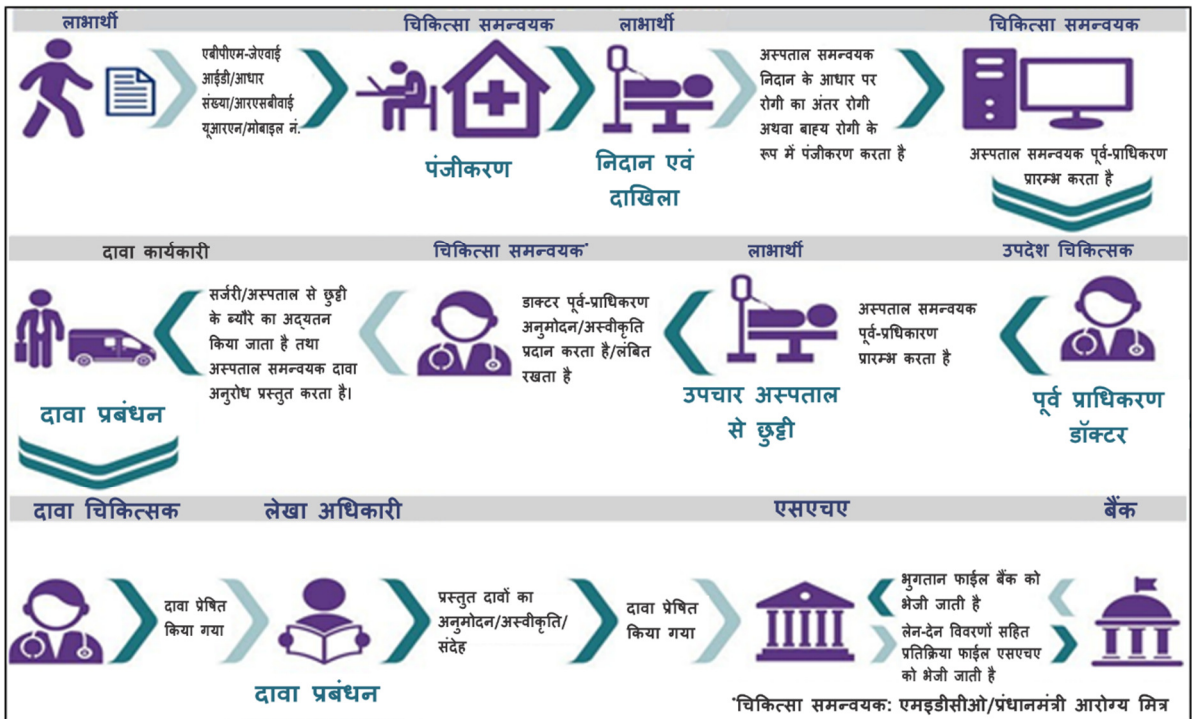 लाभार्थी
चिकित्सा समन्वयक
लाभार्थी
चिकित्सा समन्वयक
एबीपीएम-जेएवाई
आईडी/आधार
संख्या/आरएसबीवाई
यूआरएन/मोबाइल नं.
पंजीकरण
निदान एवं
दाखिला
अस्पताल समन्वयक
निदान के आधार पर
रोगी का अंतर रोगी
अथवा बाह्य रोगी के
रूप में पंजीकरण करता है
अस्पताल समन्वयक पूर्व-प्राधिकरण
प्रारम्भ करता है
दावा कार्यकारी
चिकित्सा समन्वयक*
लाभार्थी
उपदेश चिकित्सक
सर्जरी/अस्पताल से छुट्टी
के ब्यौरे का अद्यतन
किया जाता है तथा
अस्पताल समन्वयक दावा
अनुरोध प्रस्तुत करता है।
दावा प्रबंधन
डाक्टर पूर्व-प्राधिकरण
अनुमोदन/अस्वीकृति
प्रदान करता है/लंबित
रखता है
उपचार अस्पताल
से छुट्टी
अस्पताल समन्वयक
पूर्व-प्रधिकारण
प्रारम्भ करता है
पूर्व प्राधिकरण
डॉक्टर
दावा चिकित्सक
लेखा अधिकारी
एसएचए
बैंक
दावा प्रेषित
किया गया
दावा प्रबंधन
प्रस्तुत दावों का
अनुमोदन/अस्वीकृति/
संदेह
दावा प्रेषित
किया गया
भुगतान फाईल बैंक को
भेजी जाती है
लेन-देन विवरणों सहित
प्रतिक्रिया फाईल एसएचए
को भेजी जाती है
*चिकित्सा समन्वयक: एमइडीसीओ/प्रंधानमंत्री आरोग्य मित्र